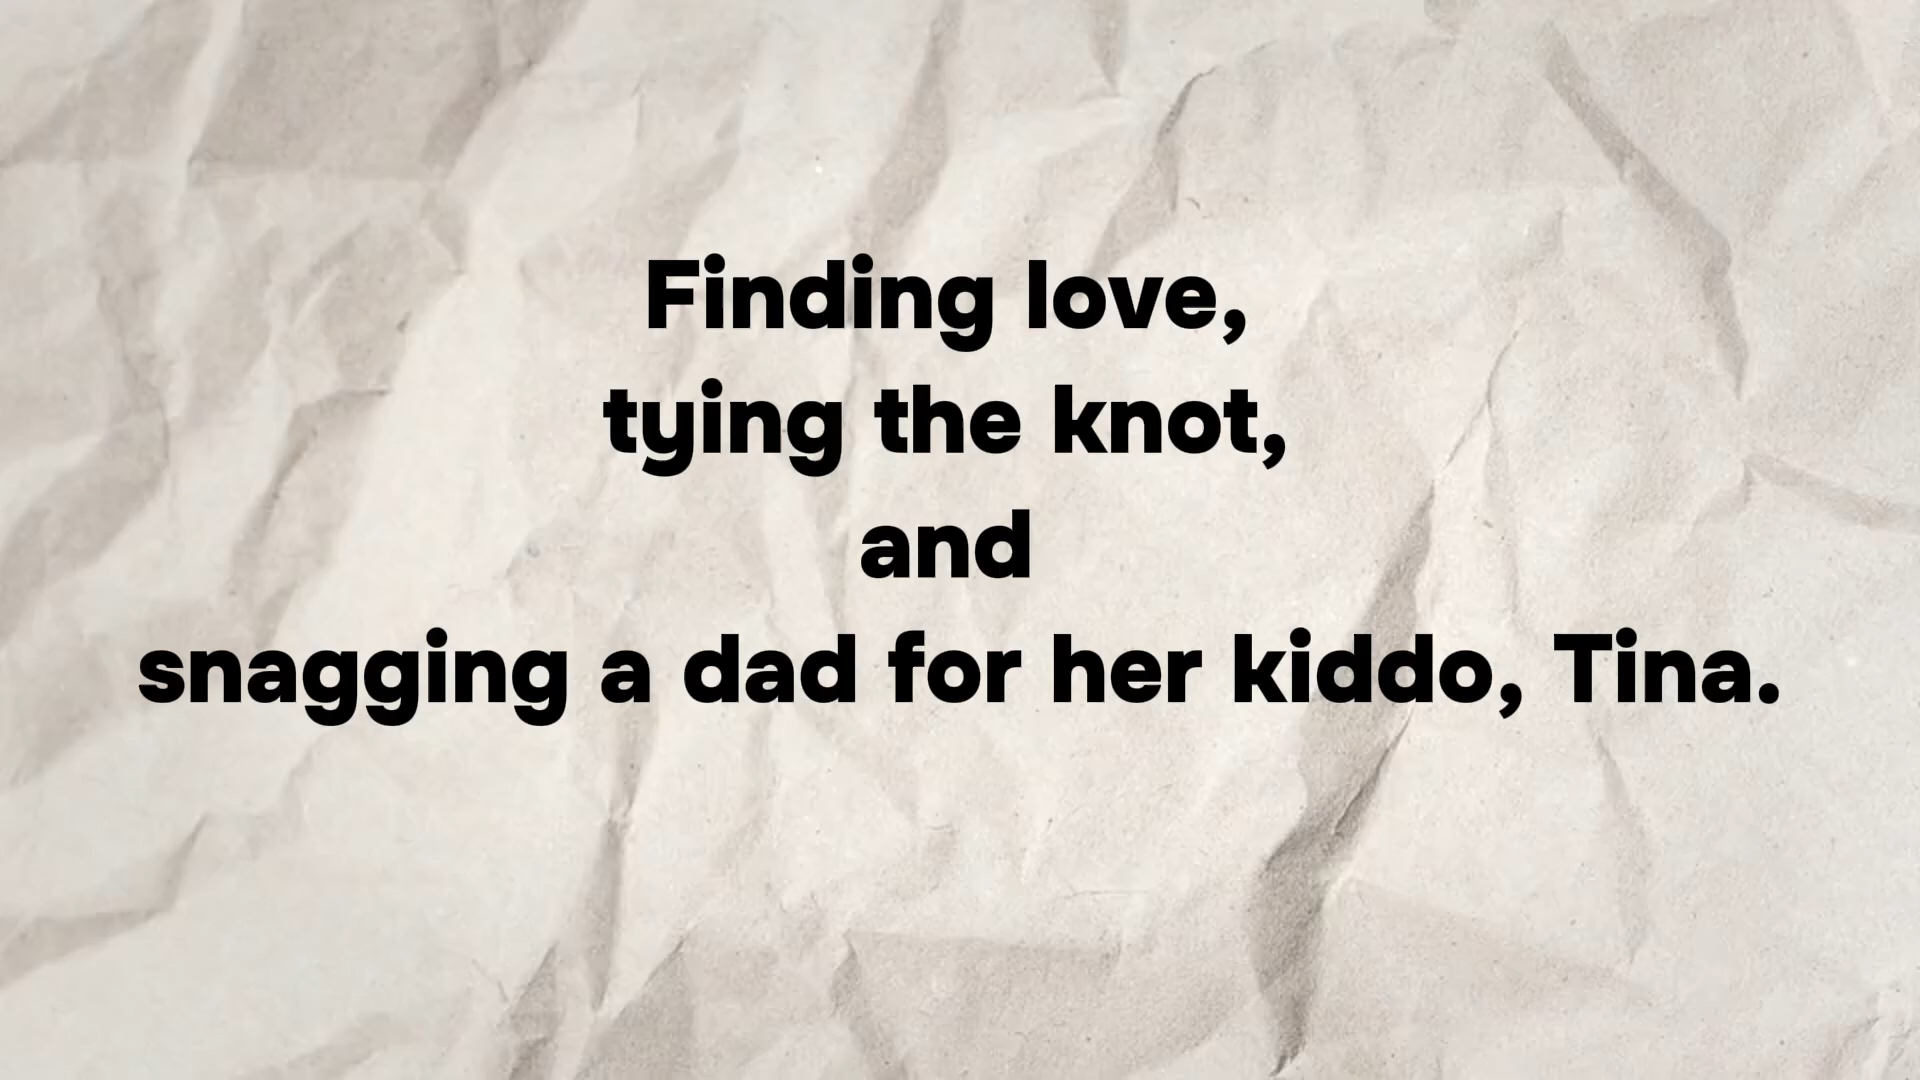 Finding love,
tying the knot,
and
snagging a dad for her kiddo, Tina.